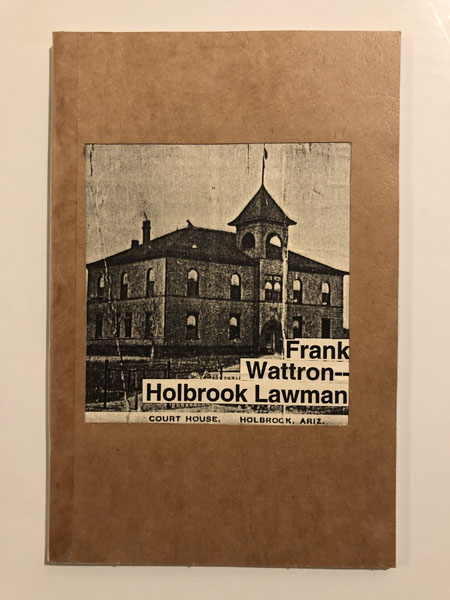 Frank
Wattron--
Holbrook Lawman
COURT HOUSE. HOLBROOK, ARIZ.